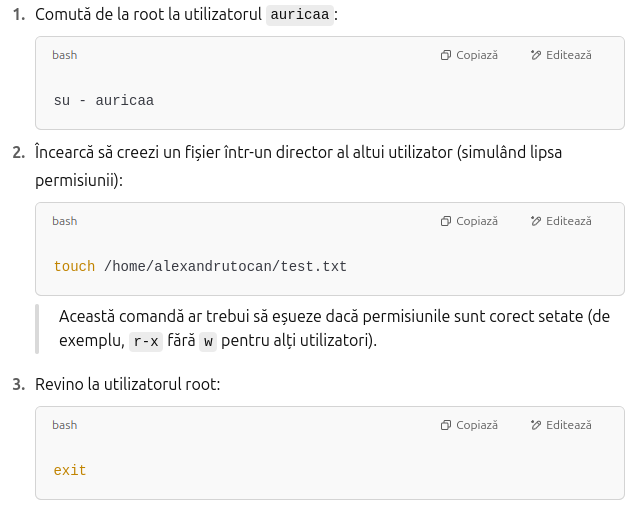 1. Comută de la root la utilizatorul auricaa:
bash Copiază Editează
su - auricaa
2. Încearcă să creezi un fișier într-un director al altui utilizator (simulând lipsa
permisiunii):
bash Copiază Editează
touch /home/alexandrutocan/test.txt
Această comandă ar trebui să eșueze dacă permisiunile sunt corect setate (de
exemplu, r-x fără w pentru alți utilizatori).
3. Revino la utilizatorul root:
bash Copiază Editează
exit